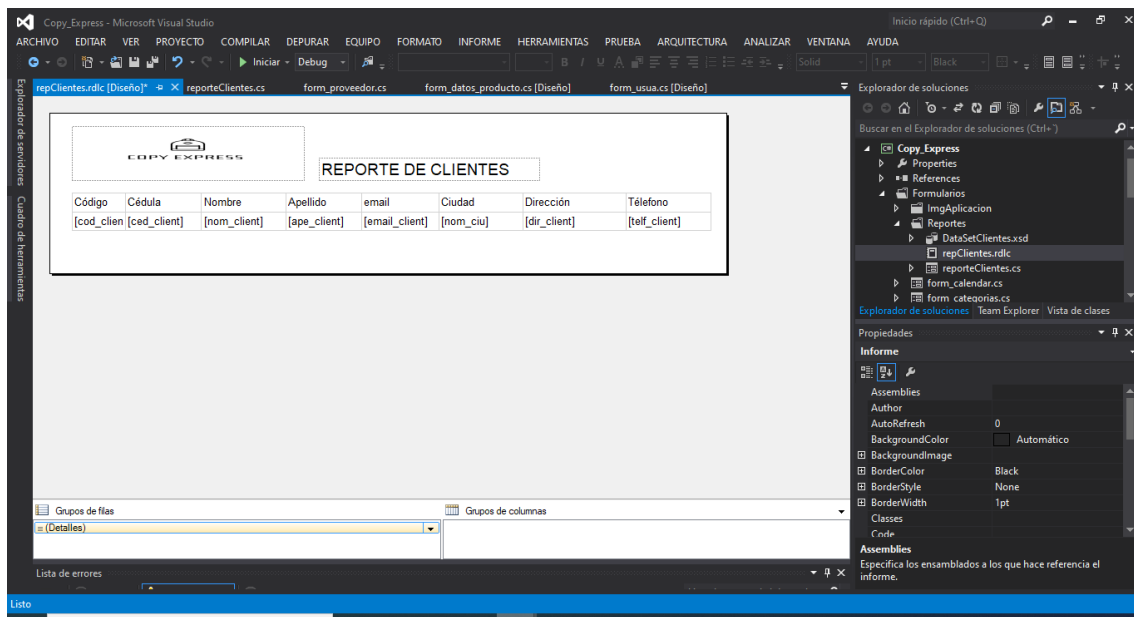 Copy_Express - Microsoft Visual Studio
Inicio rápido (Ctrl+Q)
ARCHIVO EDITAR VER PROYECTO COMPILAR DEPURAR EQUIPO FORMATO INFORME HERRAMIENTAS PRUEBA ARQUITECTURA ANALIZAR VENTANA AYUDA
Iniciar Debug B I U A Solid 1 pt Black
Explorador de servidores
Cuadro de herramientas
repClientes.rdlc [Diseño]* reporteClientes.cs form_proveedor.cs form_datos_producto.cs [Diseño] form_usua.cs [Diseño]
COPY EXPRESS
REPORTE DE CLIENTES
Código Cédula Nombre Apellido email Ciudad Dirección Télefono
[cod_clien [ced_client] [nom_client] [ape_client] [email_client] [nom_ciu] [dir_client] [telf_client]
Grupos de filas
(Detalles)
Grupos de columnas
Lista de errores
Listo
Explorador de soluciones
Buscar en el Explorador de soluciones (Ctrl+¨)
Copy_Express
Properties
References
Formularios
ImgAplicacion
Reportes
DataSetClientes.xsd
repClientes.rdlc
reporteClientes.cs
form_calendar.cs
form_categorias.cs
Explorador de soluciones Team Explorer Vista de clases
Propiedades
Informe
Assemblies
Author
AutoRefresh 0
BackgroundColor Automático
BackgroundImage
BorderColor Black
BorderStyle None
BorderWidth 1pt
Classes
Code
Assemblies
Especifica los ensamblados a los que hace referencia el
informe.